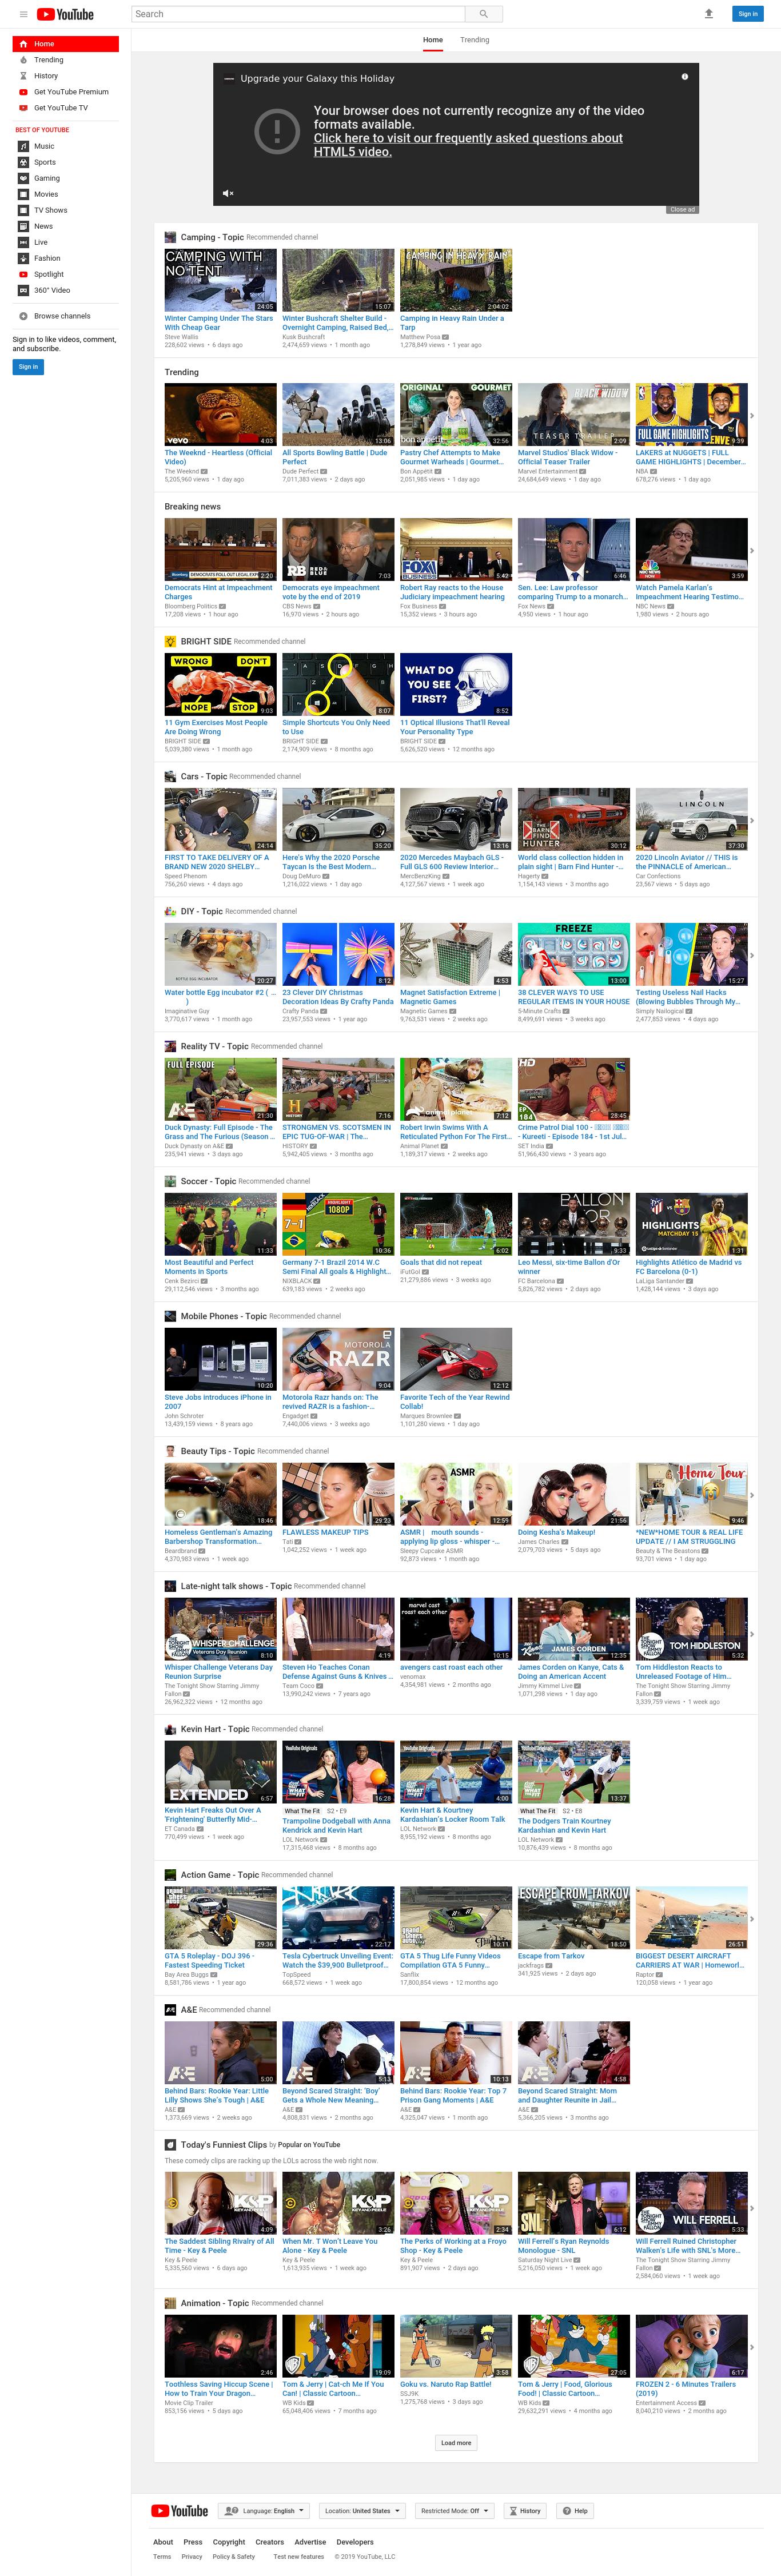 YouTube
Search
Sign in
Home
Trending
Home
Trending
History
Get YouTube Premium
Get YouTube TV
BEST OF YOUTUBE
Music
Sports
Gaming
Movies
TV Shows
News
Live
Fashion
Spotlight
360° Video
Browse channels
Sign in to like videos, comment,
and subscribe.
Sign in
Upgrade your Galaxy this Holiday
Your browser does not currently recognize any of the video
formats available.
Click here to visit our frequently asked questions about
HTML5 video.
Close ad
Camping - Topic Recommended channel
CAMPING WITH
NO TENT
24:05
15:07
CAMPING IN HEAVY RAIN
2:04:02
Winter Camping Under The Stars
With Cheap Gear
Steve Wallis
228,602 views • 6 days ago
Winter Bushcraft Shelter Build -
Overnight Camping, Raised Bed,...
Kusk Bushcraft
2,474,659 views • 1 month ago
Camping in Heavy Rain Under a
Tarp
Matthew Posa
1,278,849 views • 1 year ago
Trending
vevo
4:03
13:06
ORIGINAL GOURMET
bon appétit
32:56
BLACK WIDOW
TEASER TRAILER
2:09
FULL GAME HIGHLIGHTS
9:39
The Weeknd - Heartless (Official
Video)
The Weeknd
5,205,960 views • 1 day ago
All Sports Bowling Battle | Dude
Perfect
Dude Perfect
7,011,383 views • 2 days ago
Pastry Chef Attempts to Make
Gourmet Warheads | Gourmet...
Bon Appétit
2,051,985 views • 1 day ago
Marvel Studios' Black Widow -
Official Teaser Trailer
Marvel Entertainment
24,684,649 views • 1 day ago
LAKERS at NUGGETS | FULL
GAME HIGHLIGHTS | December...
NBA
678,276 views • 1 day ago
Breaking news
Bloomberg
2:20
RB RED&BLUE
7:03
FOX BUSINESS
5:42
6:46
NBC NEWS NOW
3:59
Democrats Hint at Impeachment
Charges
Bloomberg Politics
17,208 views • 1 hour ago
Democrats eye impeachment
vote by the end of 2019
CBS News
16,970 views • 2 hours ago
Robert Ray reacts to the House
Judiciary impeachment hearing
Fox Business
15,352 views • 3 hours ago
Sen. Lee: Law professor
comparing Trump to a monarch...
Fox News
4,950 views • 1 hour ago
Watch Pamela Karlan's
Impeachment Hearing Testimo...
NBC News
1,980 views • 2 hours ago
BRIGHT SIDE Recommended channel
WRONG DON'T
NOPE STOP
9:03
8:07
WHAT DO
YOU SEE
FIRST?
8:52
11 Gym Exercises Most People
Are Doing Wrong
BRIGHT SIDE
5,039,380 views • 1 month ago
Simple Shortcuts You Only Need
to Use
BRIGHT SIDE
2,174,909 views • 8 months ago
11 Optical Illusions That'll Reveal
Your Personality Type
BRIGHT SIDE
5,626,520 views • 12 months ago
Cars - Topic Recommended channel
24:14
35:20
13:16
THE BARN FIND HUNTER
30:12
LINCOLN
37:30
FIRST TO TAKE DELIVERY OF A
BRAND NEW 2020 SHELBY...
Speed Phenom
756,260 views • 4 days ago
Here's Why the 2020 Porsche
Taycan Is the Best Modern...
Doug DeMuro
1,216,022 views • 1 day ago
2020 Mercedes Maybach GLS -
Full GLS 600 Review Interior...
MercBenzKing
4,127,567 views • 1 week ago
World class collection hidden in
plain sight | Barn Find Hunter -...
Hagerty
1,154,143 views • 3 months ago
2020 Lincoln Aviator // THIS is
the PINNACLE of American...
Car Confections
23,567 views • 5 days ago
DIY - Topic Recommended channel
BOTTLE EGG INCUBATOR
20:27
8:12
4:53
FREEZE
13:00
15:27
Water bottle Egg incubator #2 ( ...
)
Imaginative Guy
3,770,617 views • 1 month ago
23 Clever DIY Christmas
Decoration Ideas By Crafty Panda
Crafty Panda
23,957,553 views • 1 year ago
Magnet Satisfaction Extreme |
Magnetic Games
Magnetic Games
9,763,531 views • 2 weeks ago
38 CLEVER WAYS TO USE
REGULAR ITEMS IN YOUR HOUSE
5-Minute Crafts
8,499,691 views • 3 weeks ago
Testing Useless Nail Hacks
(Blowing Bubbles Through My...
Simply Nailogical
2,477,853 views • 4 days ago
Reality TV - Topic Recommended channel
FULL EPISODE
A&E
21:30
HISTORY
7:16
animal planet
7:12
HD
EP 184
28:45
Duck Dynasty: Full Episode - The
Grass and The Furious (Season ...
Duck Dynasty on A&E
235,941 views • 3 days ago
STRONGMEN VS. SCOTSMEN IN
EPIC TUG-OF-WAR | The...
HISTORY
5,942,405 views • 3 months ago
Robert Irwin Swims With A
Reticulated Python For The First...
Animal Planet
1,189,317 views • 2 weeks ago
Crime Patrol Dial 100 -
- Kureeti - Episode 184 - 1st Jul...
SET India
51,966,430 views • 3 years ago
Soccer - Topic Recommended channel
11:33
HIGHLIGHT
1080P
7-1
10:36
6:02
BALLON D'OR
9:33
HIGHLIGHTS
MATCHDAY 15
LaLiga Santander
1:31
Most Beautiful and Perfect
Moments in Sports
Cenk Bezirci
29,112,546 views • 3 months ago
Germany 7-1 Brazil 2014 W.C
Semi Final All goals & Highlight...
NIXBLACK
639,183 views • 2 weeks ago
Goals that did not repeat
iFutGol
21,279,886 views • 3 weeks ago
Leo Messi, six-time Ballon d'Or
winner
FC Barcelona
5,826,782 views • 2 days ago
Highlights Atlético de Madrid vs
FC Barcelona (0-1)
LaLiga Santander
1,428,144 views • 3 days ago
Mobile Phones - Topic Recommended channel
10:20
MOTOROLA
RAZR
9:04
12:12
Steve Jobs introduces iPhone in
2007
John Schroter
13,439,159 views • 8 years ago
Motorola Razr hands on: The
revived RAZR is a fashion-...
Engadget
7,440,006 views • 3 weeks ago
Favorite Tech of the Year Rewind
Collab!
Marques Brownlee
1,101,280 views • 1 day ago
Beauty Tips - Topic Recommended channel
18:46
29:23
ASMR
12:59
21:56
Home Tour
9:46
Homeless Gentleman's Amazing
Barbershop Transformation...
Beardbrand
4,370,983 views • 1 week ago
FLAWLESS MAKEUP TIPS
Tati
1,042,252 views • 1 week ago
ASMR | mouth sounds -
applying lip gloss - whisper -...
Sleepy Cupcake ASMR
92,873 views • 1 month ago
Doing Kesha's Makeup!
James Charles
2,079,703 views • 5 days ago
*NEW*HOME TOUR & REAL LIFE
UPDATE // I AM STRUGGLING
Beauty & The Beastons
93,701 views • 1 day ago
Late-night talk shows - Topic Recommended channel
WHISPER CHALLENGE
Veterans Day Reunion
8:10
4:19
marvel cast
roast each other
10:15
JAMES CORDEN
12:35
TOM HIDDLESTON
5:32
Whisper Challenge Veterans Day
Reunion Surprise
The Tonight Show Starring Jimmy
Fallon
26,962,322 views • 12 months ago
Steven Ho Teaches Conan
Defense Against Guns & Knives ...
Team Coco
13,990,242 views • 7 years ago
avengers cast roast each other
venomax
4,354,981 views • 2 months ago
James Corden on Kanye, Cats &
Doing an American Accent
Jimmy Kimmel Live
1,071,298 views • 1 day ago
Tom Hiddleston Reacts to
Unreleased Footage of Him...
The Tonight Show Starring Jimmy
Fallon
3,339,759 views • 1 week ago
Kevin Hart - Topic Recommended channel
EXTENDED
6:57
YouTube Originals
WHAT THE FIT
16:28
YouTube Originals
WHAT THE FIT
4:00
YouTube Originals
WHAT THE FIT
13:37
Kevin Hart Freaks Out Over A
'Frightening' Butterfly Mid-...
ET Canada
770,499 views • 1 week ago
What The Fit S2 • E9
Trampoline Dodgeball with Anna
Kendrick and Kevin Hart
LOL Network
17,315,468 views • 8 months ago
Kevin Hart & Kourtney
Kardashian's Locker Room Talk
LOL Network
8,955,192 views • 8 months ago
What The Fit S2 • E8
The Dodgers Train Kourtney
Kardashian and Kevin Hart
LOL Network
10,876,439 views • 8 months ago
Action Game - Topic Recommended channel
29:36
22:17
10:11
ESCAPE FROM TARKOV
18:50
26:51
GTA 5 Roleplay - DOJ 396 -
Fastest Speeding Ticket
Bay Area Buggs
8,581,786 views • 1 year ago
Tesla Cybertruck Unveiling Event:
Watch the $39,900 Bulletproof...
TopSpeed
668,572 views • 1 week ago
GTA 5 Thug Life Funny Videos
Compilation GTA 5 Funny...
Sanflix
17,800,854 views • 12 months ago
Escape from Tarkov
jackfrags
341,925 views • 2 days ago
BIGGEST DESERT AIRCRAFT
CARRIERS AT WAR | Homeworl...
Raptor
120,058 views • 1 year ago
A&E Recommended channel
5:00
A&E
5:13
A&E
10:13
A&E
4:58
Behind Bars: Rookie Year: Little
Lilly Shows She's Tough | A&E
A&E
1,373,669 views • 2 weeks ago
Beyond Scared Straight: 'Boy'
Gets a Whole New Meaning...
A&E
4,808,831 views • 2 months ago
Behind Bars: Rookie Year: Top 7
Prison Gang Moments | A&E
A&E
4,325,047 views • 1 month ago
Beyond Scared Straight: Mom
and Daughter Reunite in Jail...
A&E
5,366,205 views • 3 months ago
Today's Funniest Clips by Popular on YouTube
These comedy clips are racking up the LOLs across the web right now.
K&P
KEY AND PEELE
4:09
K&P
KEY AND PEELE
3:26
K&P
KEY AND PEELE
2:34
SNL
6:12
WILL FERRELL
5:33
The Saddest Sibling Rivalry of All
Time - Key & Peele
Key & Peele
5,335,560 views • 6 days ago
When Mr. T Won't Leave You
Alone - Key & Peele
Key & Peele
1,613,935 views • 1 week ago
The Perks of Working at a Froyo
Shop - Key & Peele
Key & Peele
891,907 views • 2 days ago
Will Ferrell's Ryan Reynolds
Monologue - SNL
Saturday Night Live
5,216,050 views • 1 week ago
Will Ferrell Ruined Christopher
Walken's Life with SNL's More...
The Tonight Show Starring Jimmy
Fallon
2,584,060 views • 1 week ago
Animation - Topic Recommended channel
2:46
19:09
3:58
27:05
6:17
Toothless Saving Hiccup Scene |
How to Train Your Dragon...
Movie Clip Trailer
853,156 views • 5 days ago
Tom & Jerry | Cat-ch Me If You
Can! | Classic Cartoon...
WB Kids
65,048,406 views • 7 months ago
Goku vs. Naruto Rap Battle!
SSJ9K
1,275,768 views • 3 days ago
Tom & Jerry | Food, Glorious
Food! | Classic Cartoon...
WB Kids
29,632,291 views • 4 months ago
FROZEN 2 - 6 Minutes Trailers
(2019)
Entertainment Access
8,040,210 views • 2 months ago
Load more
YouTube
Language: English
Location: United States
Restricted Mode: Off
History
Help
About Press Copyright Creators Advertise Developers
Terms Privacy Policy & Safety Test new features © 2019 YouTube, LLC